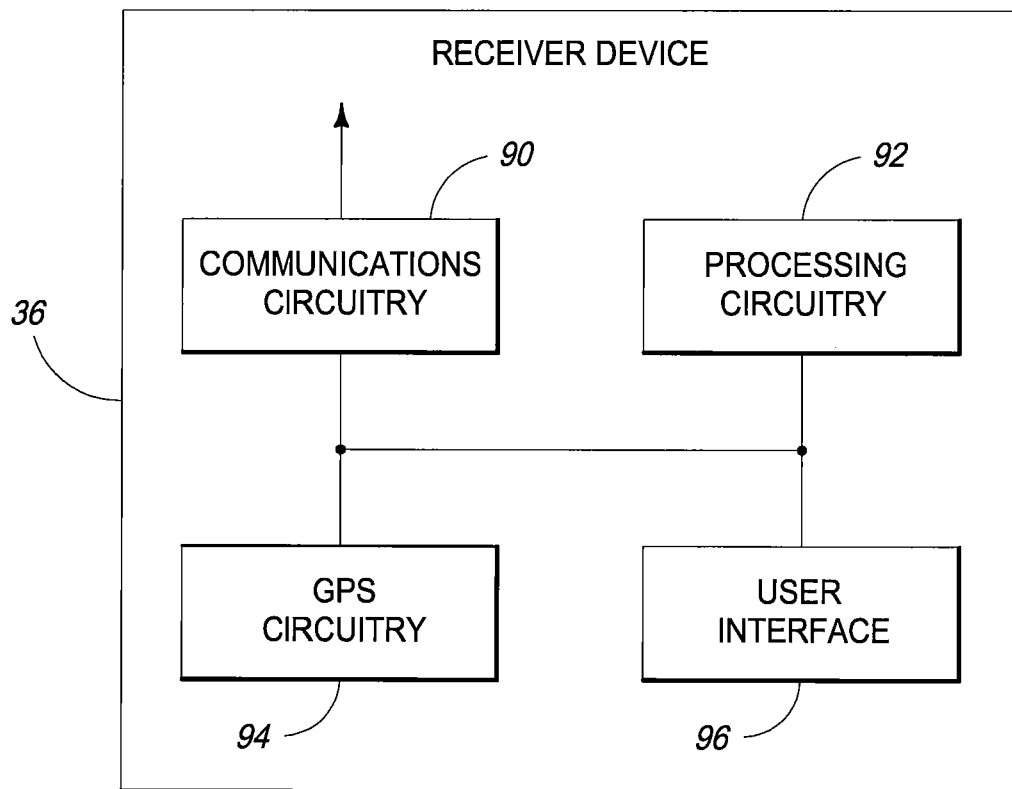 RECEIVER DEVICE
90
92
COMMUNICATIONS
CIRCUITRY
PROCESSING
CIRCUITRY
36
GPS
CIRCUITRY
USER
INTERFACE
94
96